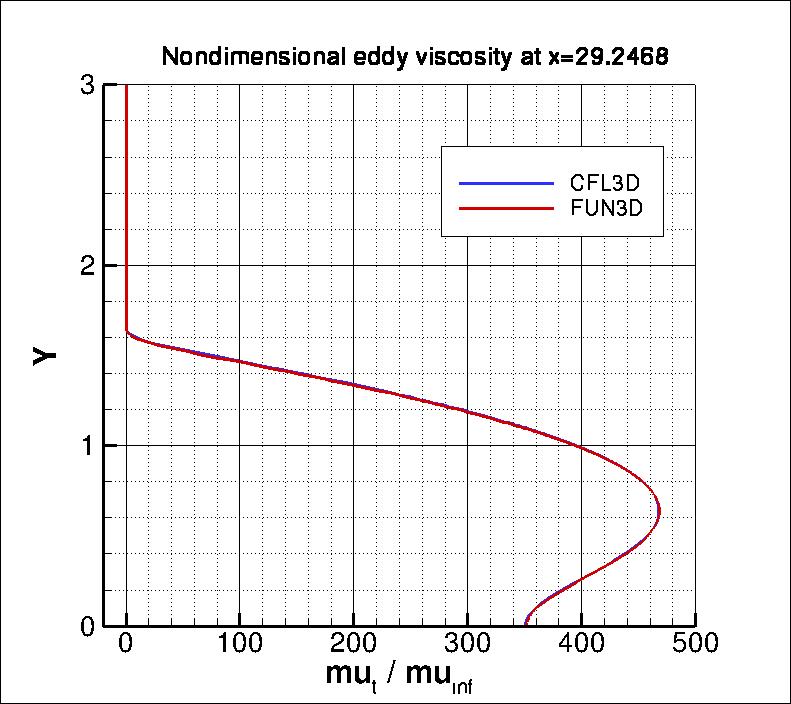 Nondimensional eddy viscosity at x=29.2468
3
CFL3D
FUN3D
2
Y
1
0
0 100 200 300 400 500
mu_t / mu_inf